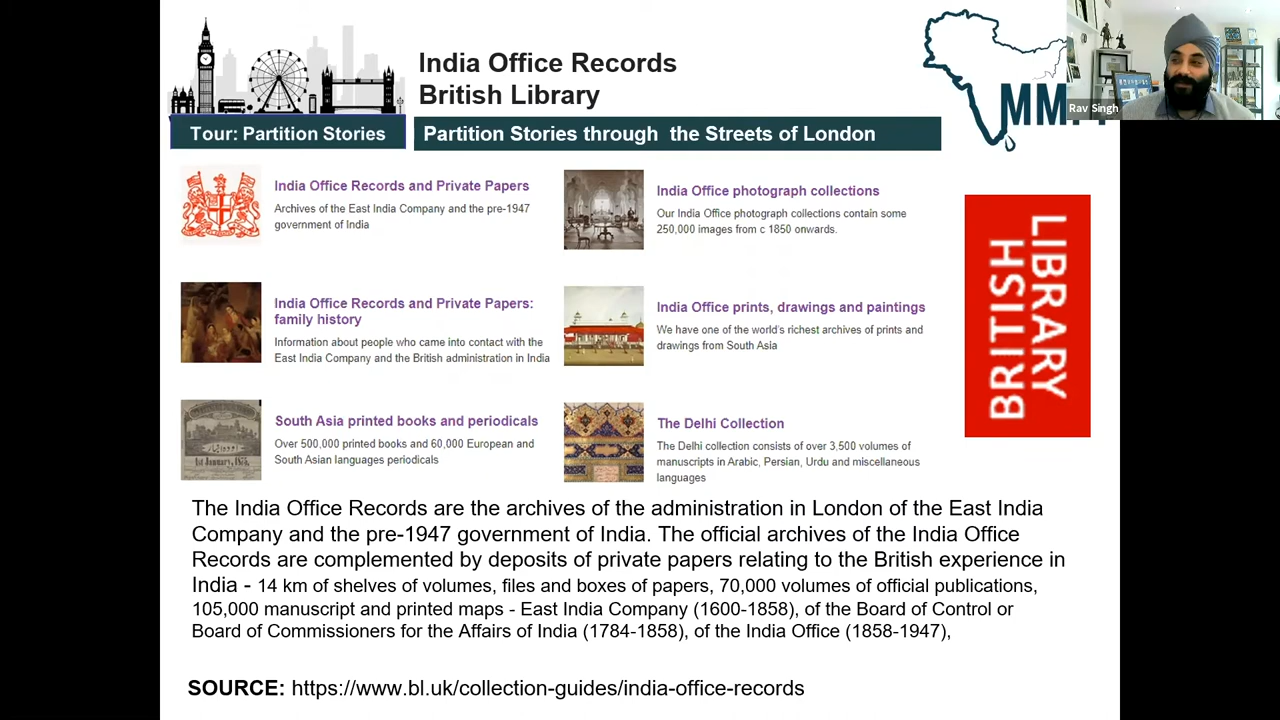 India Office Records
British Library
Rav Singh
Tour: Partition Stories
Partition Stories through the Streets of London
India Office Records and Private Papers
Archives of the East India Company and the pre-1947
government of India
India Office photograph collections
Our India Office photograph collections contain some
250,000 images from c 1850 onwards.
India Office Records and Private Papers:
family history
Information about people who came into contact with the
East India Company and the British administration in India
India Office prints, drawings and paintings
We have one of the world's richest archives of prints and
drawings from South Asia
South Asia printed books and periodicals
Over 500,000 printed books and 60,000 European and
South Asian languages periodicals
The Delhi Collection
The Delhi collection consists of over 3,500 volumes of
manuscripts in Arabic, Persian, Urdu and miscellaneous
languages
BRITISH
LIBRARY
The India Office Records are the archives of the administration in London of the East India
Company and the pre-1947 government of India. The official archives of the India Office
Records are complemented by deposits of private papers relating to the British experience in
India - 14 km of shelves of volumes, files and boxes of papers, 70,000 volumes of official publications,
105,000 manuscript and printed maps - East India Company (1600-1858), of the Board of Control or
Board of Commissioners for the Affairs of India (1784-1858), of the India Office (1858-1947),
SOURCE: https://www.bl.uk/collection-guides/india-office-records